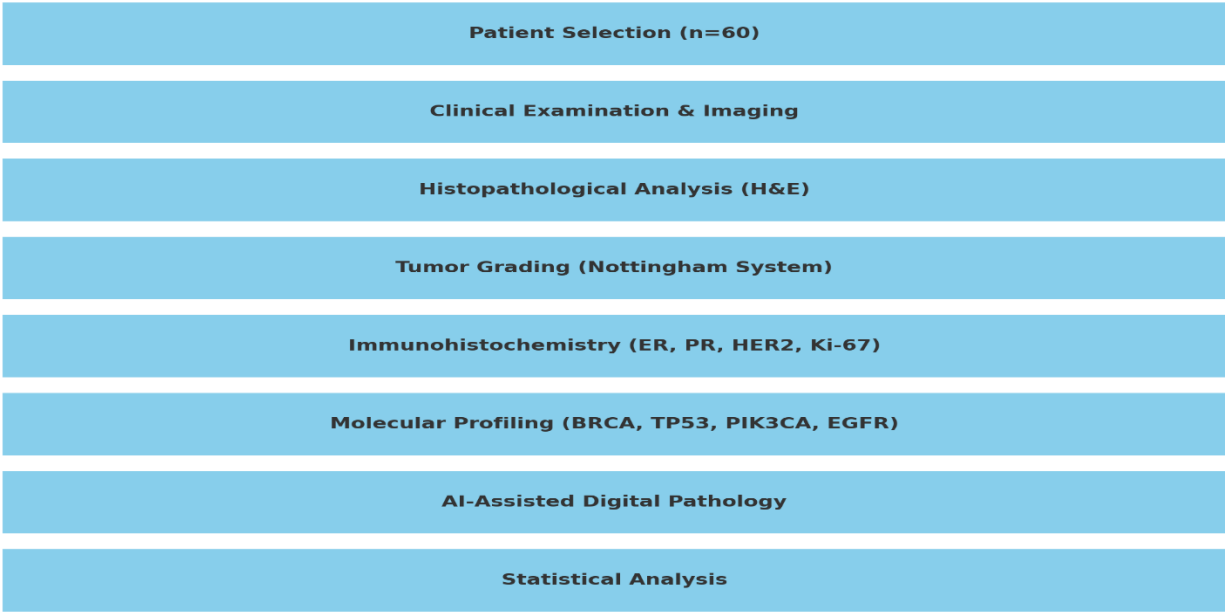 Patient Selection (n=60)
Clinical Examination & Imaging
Histopathological Analysis (H&E)
Tumor Grading (Nottingham System)
Immunohistochemistry (ER, PR, HER2, Ki-67)
Molecular Profiling (BRCA, TP53, PIK3CA, EGFR)
AI-Assisted Digital Pathology
Statistical Analysis